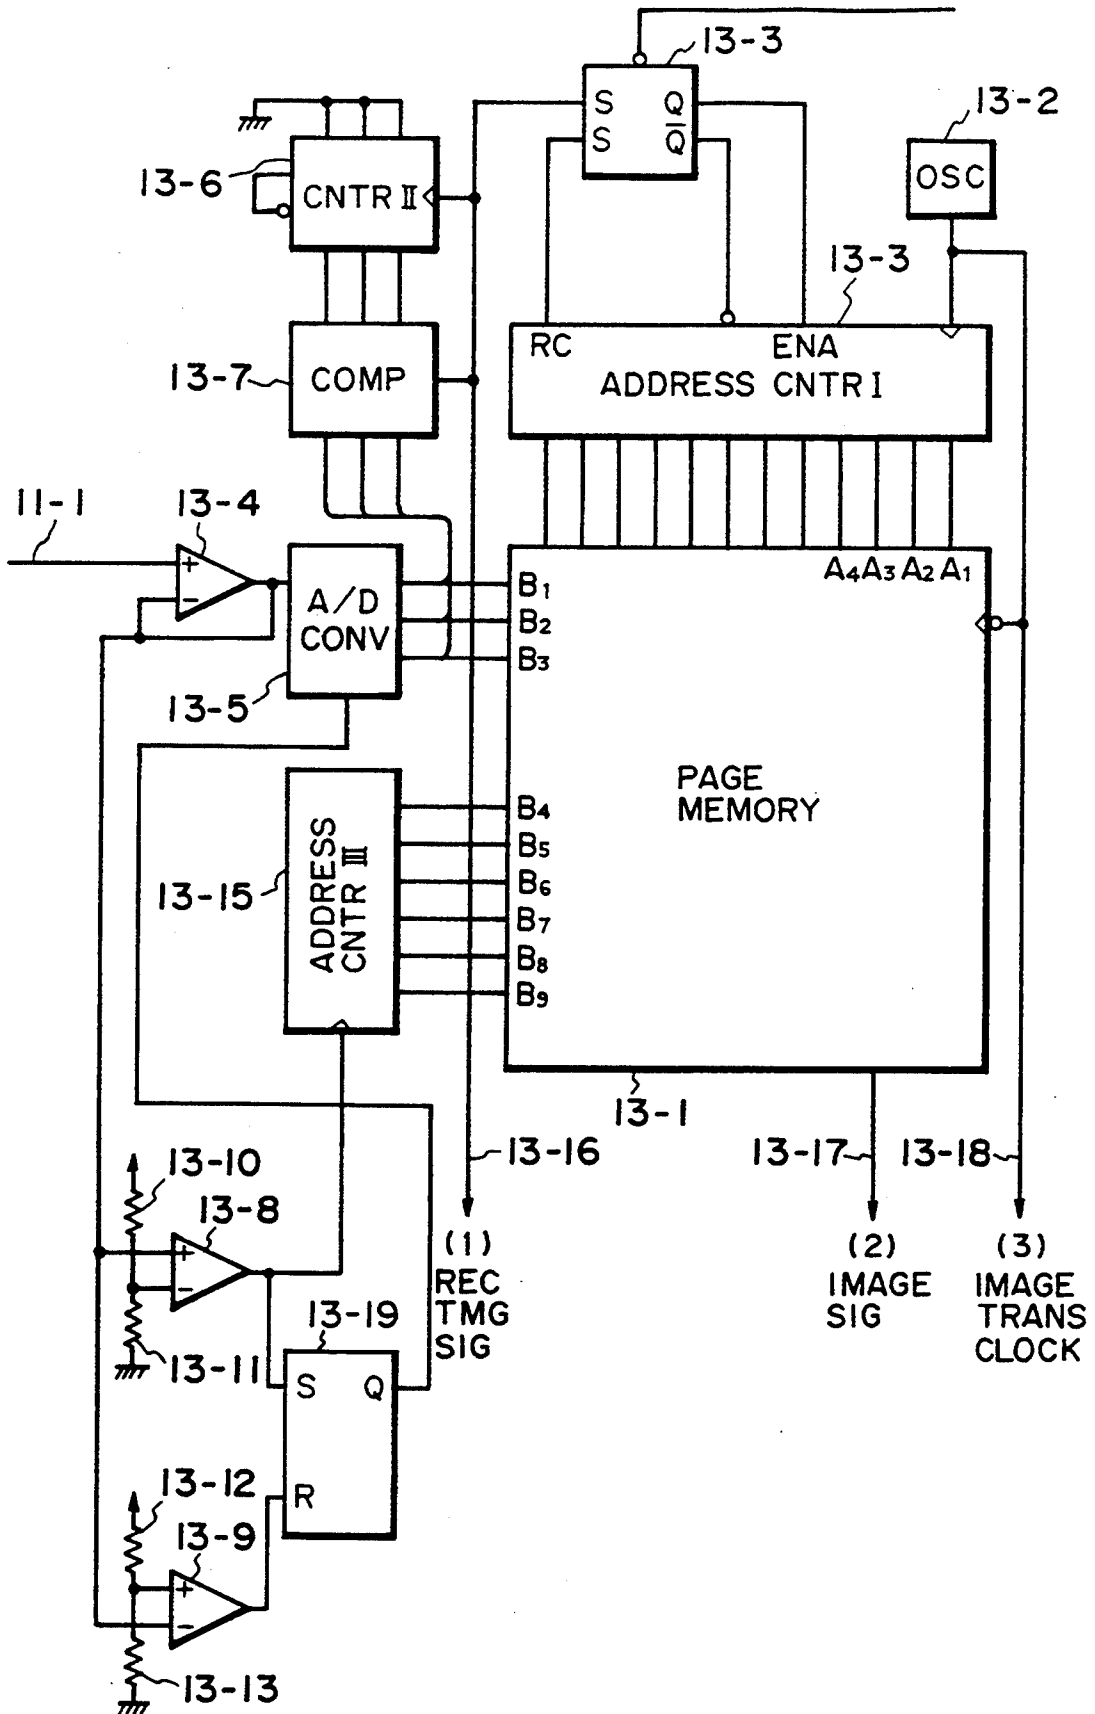 13-3
S Q
S Q̅
13-2
OSC
13-6
CNTR II
13-3
RC ENA
ADDRESS CNTR I
13-7
COMP
11-1
13-4
A4 A3 A2 A1
A/D
CONV
13-5
B1
B2
B3
PAGE
MEMORY
B4
B5
B6
B7
B8
B9
13-15
ADDRESS
CNTR III
13-1
13-16
13-17
13-18
13-10
13-8
(1)
REC
TMG
SIG
(2)
IMAGE
SIG
(3)
IMAGE
TRANS
CLOCK
+
-
13-11
13-19
S Q
R
13-12
13-9
+
-
13-13
+
-